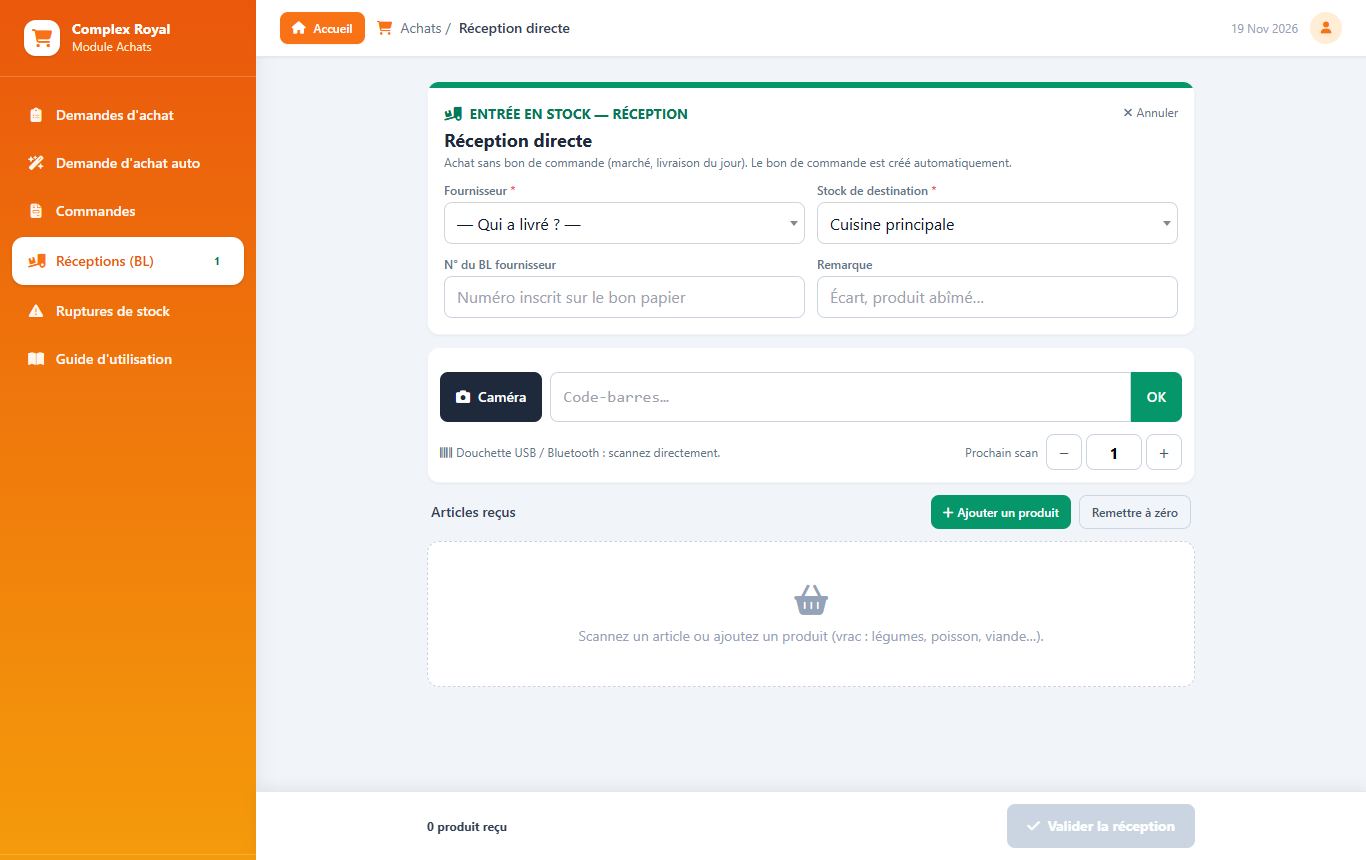 Complex Royal
Module Achats
Demandes d'achat
Demande d'achat auto
Commandes
Réceptions (BL) 1
Ruptures de stock
Guide d'utilisation
Accueil Achats / Réception directe
19 Nov 2026
ENTRÉE EN STOCK — RÉCEPTION
✕ Annuler
Réception directe
Achat sans bon de commande (marché, livraison du jour). Le bon de commande est créé automatiquement.
Fournisseur * Stock de destination *
— Qui a livré ? — Cuisine principale
N° du BL fournisseur Remarque
Numéro inscrit sur le bon papier Écart, produit abîmé...
Caméra Code-barres… OK
Douchette USB / Bluetooth : scannez directement. Prochain scan − 1 +
Articles reçus + Ajouter un produit Remettre à zéro
Scannez un article ou ajoutez un produit (vrac : légumes, poisson, viande...).
0 produit reçu Valider la réception